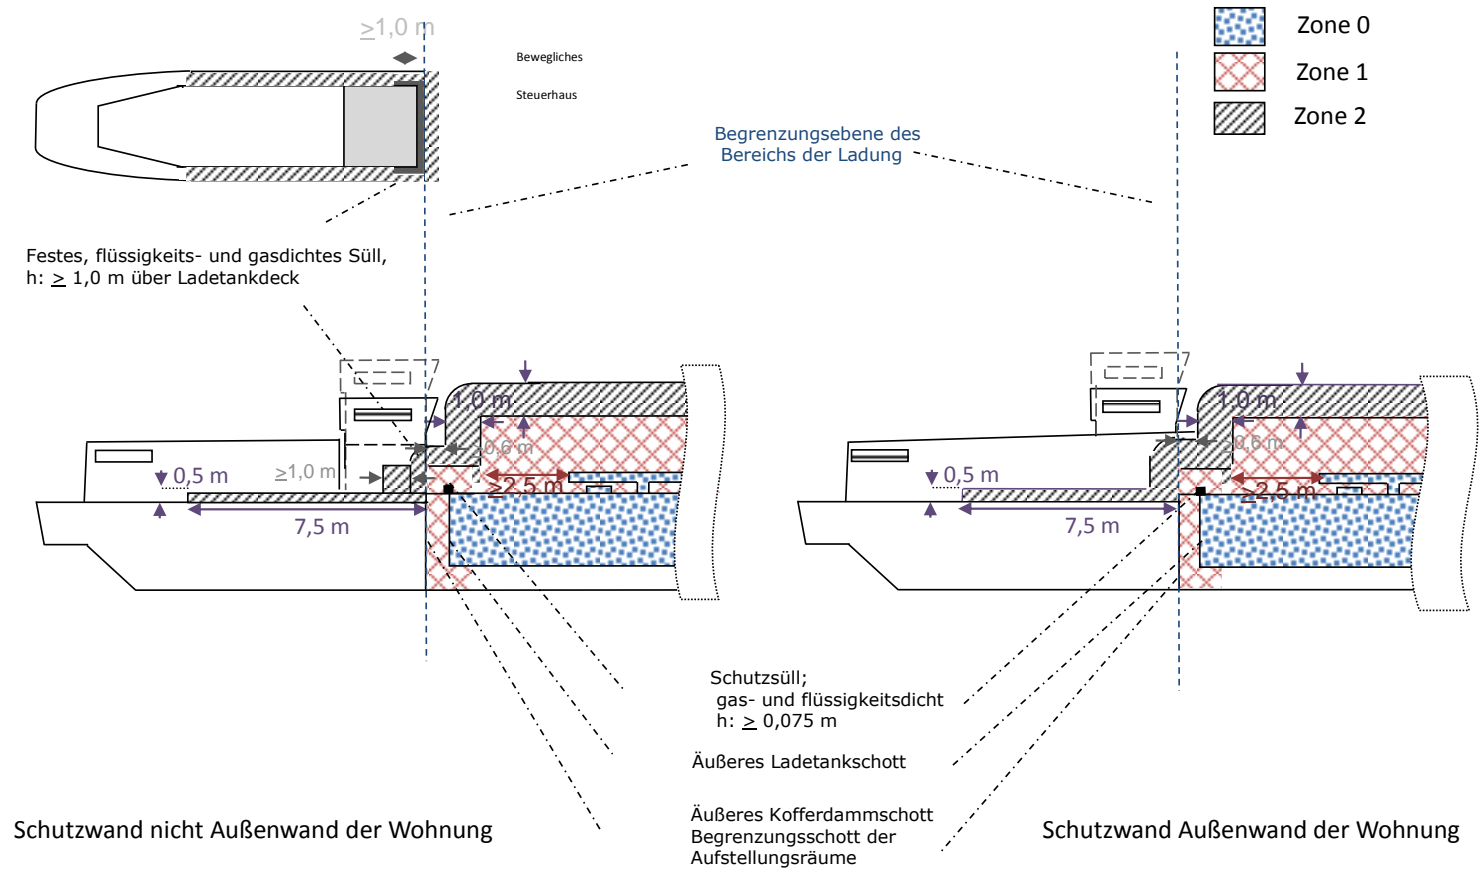 ≥1,0 m
Bewegliches
Steuerhaus
Zone 0
Zone 1
Zone 2
Begrenzungsebene des
Bereichs der Ladung
Festes, flüssigkeits- und gasdichtes Süll,
h: ≥ 1,0 m über Ladetankdeck
1,0 m
≥0,6 m
≥1,0 m
0,5 m
≥2,5 m
7,5 m
1,0 m
≥0,6 m
0,5 m
≥2,5 m
7,5 m
Schutzsüll;
gas- und flüssigkeitsdicht
h: ≥ 0,075 m
Äußeres Ladetankschott
Äußeres Kofferdammschott
Begrenzungsschott der
Aufstellungsräume
Schutzwand nicht Außenwand der Wohnung
Schutzwand Außenwand der Wohnung